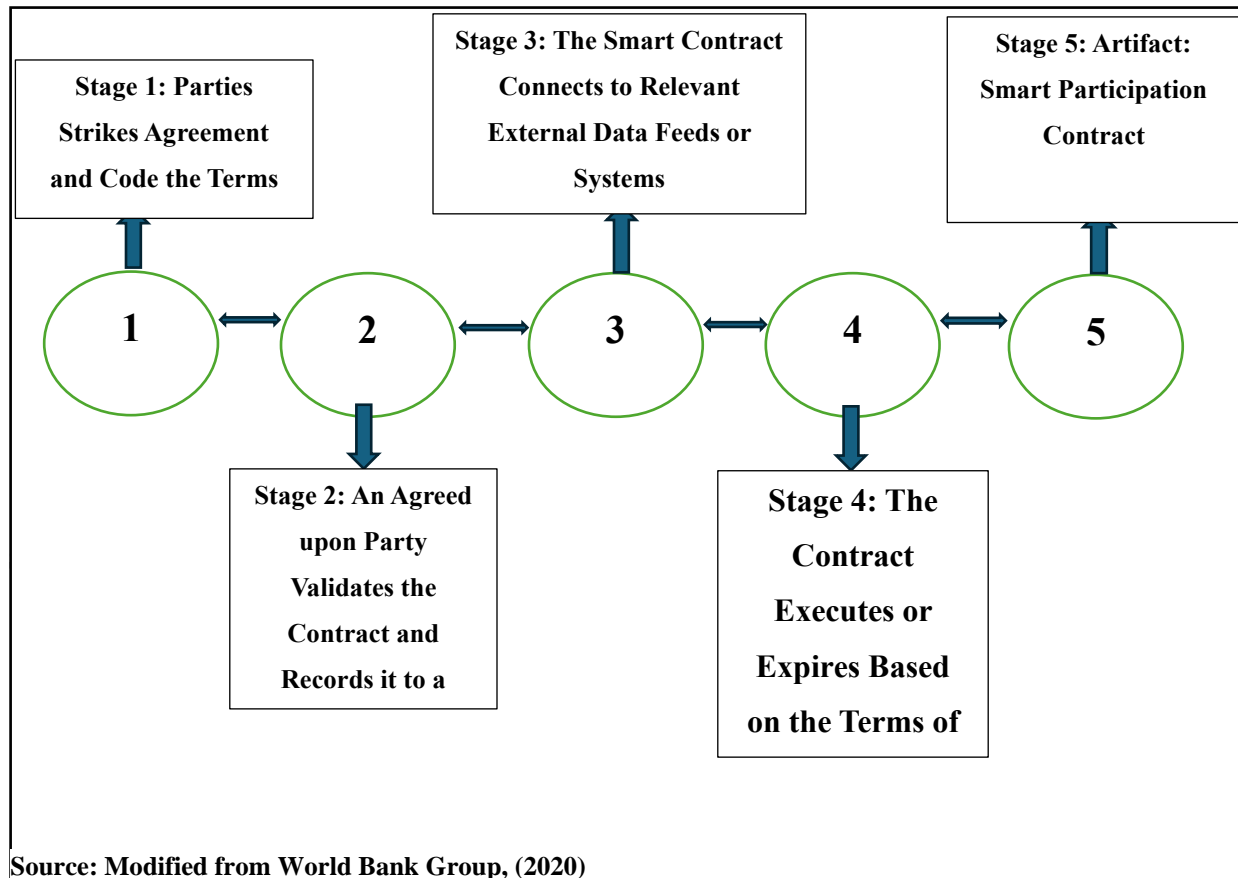 Stage 1: Parties
Strikes Agreement
and Code the Terms
Stage 3: The Smart Contract
Connects to Relevant
External Data Feeds or
Systems
Stage 5: Artifact:
Smart Participation
Contract
1
2
3
4
5
Stage 2: An Agreed
upon Party
Validates the
Contract and
Records it to a
Stage 4: The
Contract
Executes or
Expires Based
on the Terms of
Source: Modified from World Bank Group, (2020)